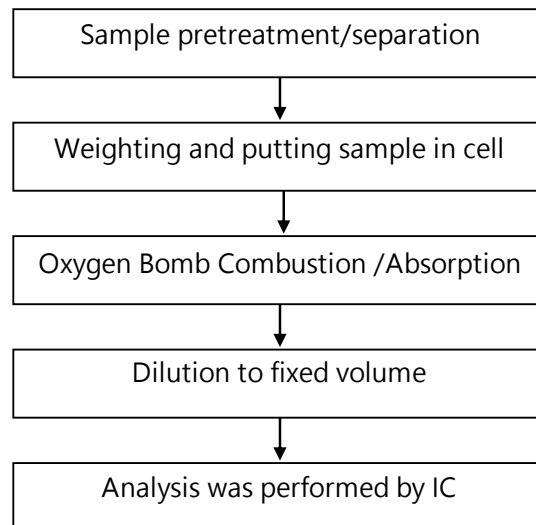 Sample pretreatment/separation
Weighting and putting sample in cell
Oxygen Bomb Combustion /Absorption
Dilution to fixed volume
Analysis was performed by IC